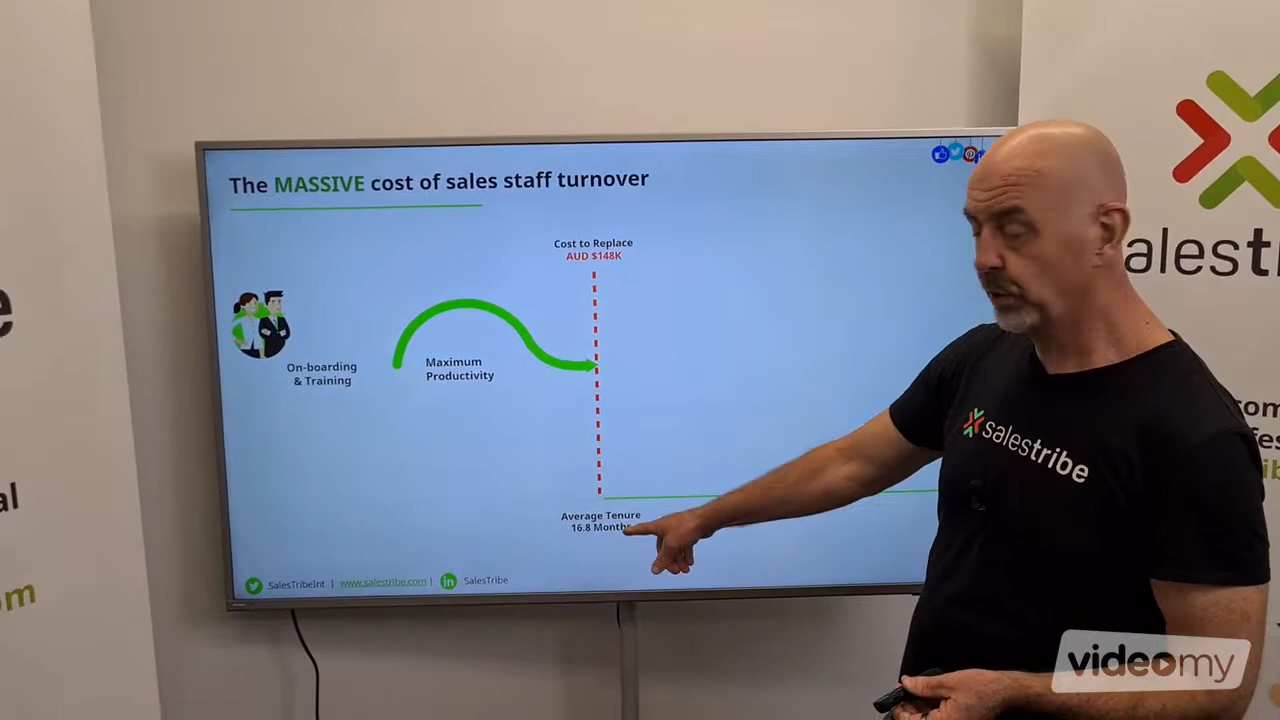 The MASSIVE cost of sales staff turnover
Cost to Replace
AUD $148K
On-boarding
& Training
Maximum
Productivity
Average Tenure
16.8 Months
SalesTribeInt | www.salestribe.com |
in
SalesTribe
salestribe
videomy